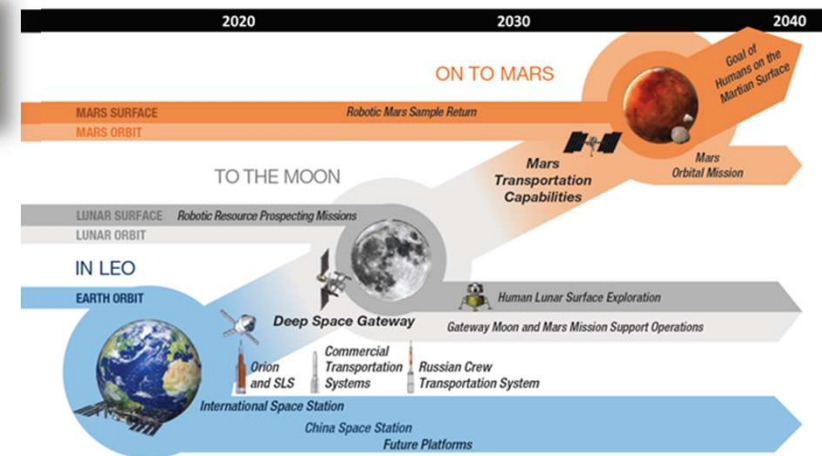 2020 2030 2040
ON TO MARS
Goal of
Humans on the
Martian Surface
MARS SURFACE Robotic Mars Sample Return
MARS ORBIT
Mars
Orbital Mission
Mars
Transportation
Capabilities
TO THE MOON
LUNAR SURFACE Robotic Resource Prospecting Missions
LUNAR ORBIT
IN LEO
EARTH ORBIT
Human Lunar Surface Exploration
Deep Space Gateway
Gateway Moon and Mars Mission Support Operations
Orion
and SLS
Commercial
Transportation
Systems
Russian Crew
Transportation System
International Space Station
China Space Station
Future Platforms